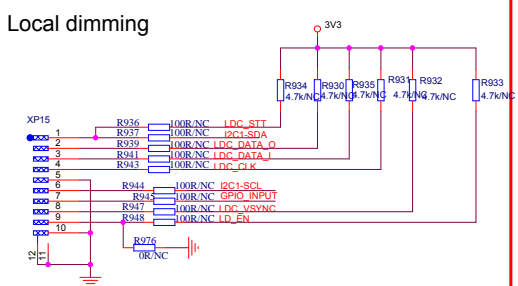 Local dimming
3V3
R934
4.7k/NC
R930
4.7k/NC
R935
4.7k/NC
R931
4.7k/NC
R932
4.7k/NC
R933
4.7k/NC
XP15
1
2
3
4
5
6
7
8
9
10
12
11
R936 100R/NC LDC_STT
R937 100R/NC I2C1-SDA
R939 100R/NC LDC_DATA_O
R941 100R/NC LDC_DATA_I
R943 100R/NC LDC_CLK
R944 100R/NC I2C1-SCL
R945 100R/NC GPIO_INPUT
R947 100R/NC LDC_VSYNC
R948 100R/NC LD_EN
R976
0R/NC